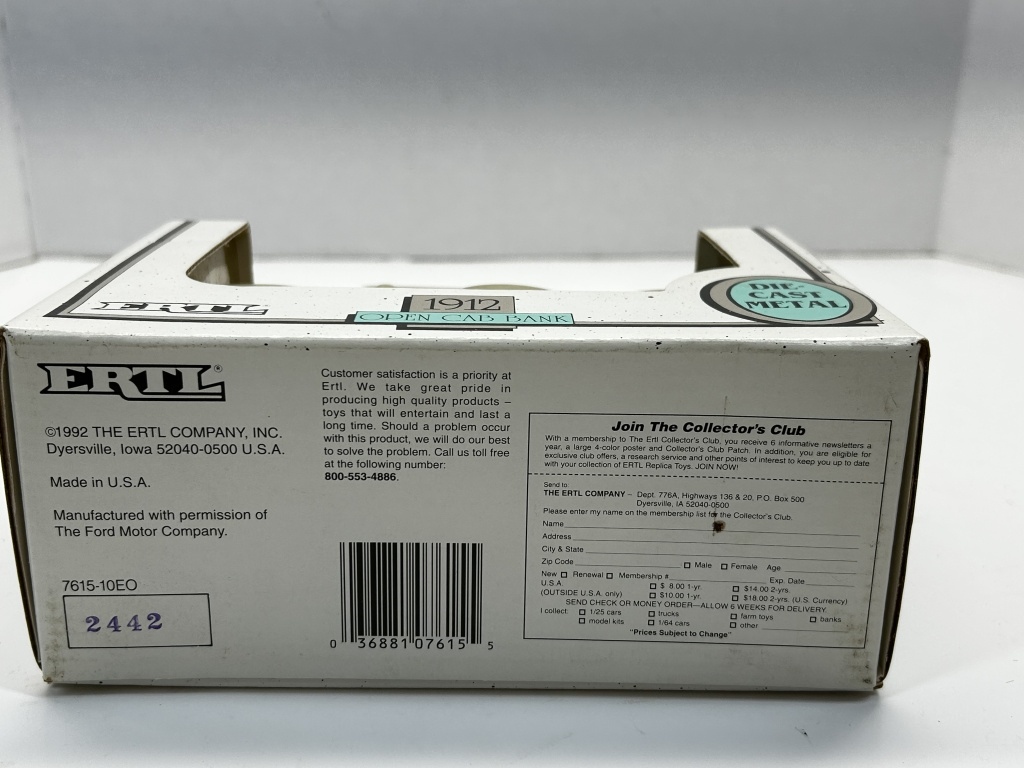 ERTL
1912
OPEN CAB BANK
DIE-
CAST
METAL
ERTL®
©1992 THE ERTL COMPANY, INC.
Dyersville, Iowa 52040-0500 U.S.A.
Made in U.S.A.
Manufactured with permission of
The Ford Motor Company.
7615-10EO
2442
Customer satisfaction is a priority at
Ertl. We take great pride in
producing high quality products –
toys that will entertain and last a
long time. Should a problem occur
with this product, we will do our best
to solve the problem. Call us toll free
at the following number:
800-553-4886.
0 36881 07615 5
Join The Collector's Club
With a membership to The Ertl Collector's Club, you receive 6 informative newsletters a
year, a large 4-color poster and Collector's Club Patch. In addition, you are eligible for
exclusive club offers, a research service and other points of interest to keep you up to date
with your collection of ERTL Replica Toys. JOIN NOW!
Send to:
THE ERTL COMPANY – Dept. 776A, Highways 136 & 20, P.O. Box 500
Dyersville, IA 52040-0500
Please enter my name on the membership list for the Collector's Club.
Name
Address
City & State
Zip Code Male Female Age
New Renewal Membership # Exp. Date
U.S.A. $ 8.00 1-yr. $14.00 2-yrs.
(OUTSIDE U.S.A. only) $10.00 1-yr. $18.00 2-yrs. (U.S. Currency)
SEND CHECK OR MONEY ORDER—ALLOW 6 WEEKS FOR DELIVERY
I collect: 1/25 cars trucks farm toys banks
model kits 1/64 cars other
"Prices Subject to Change"